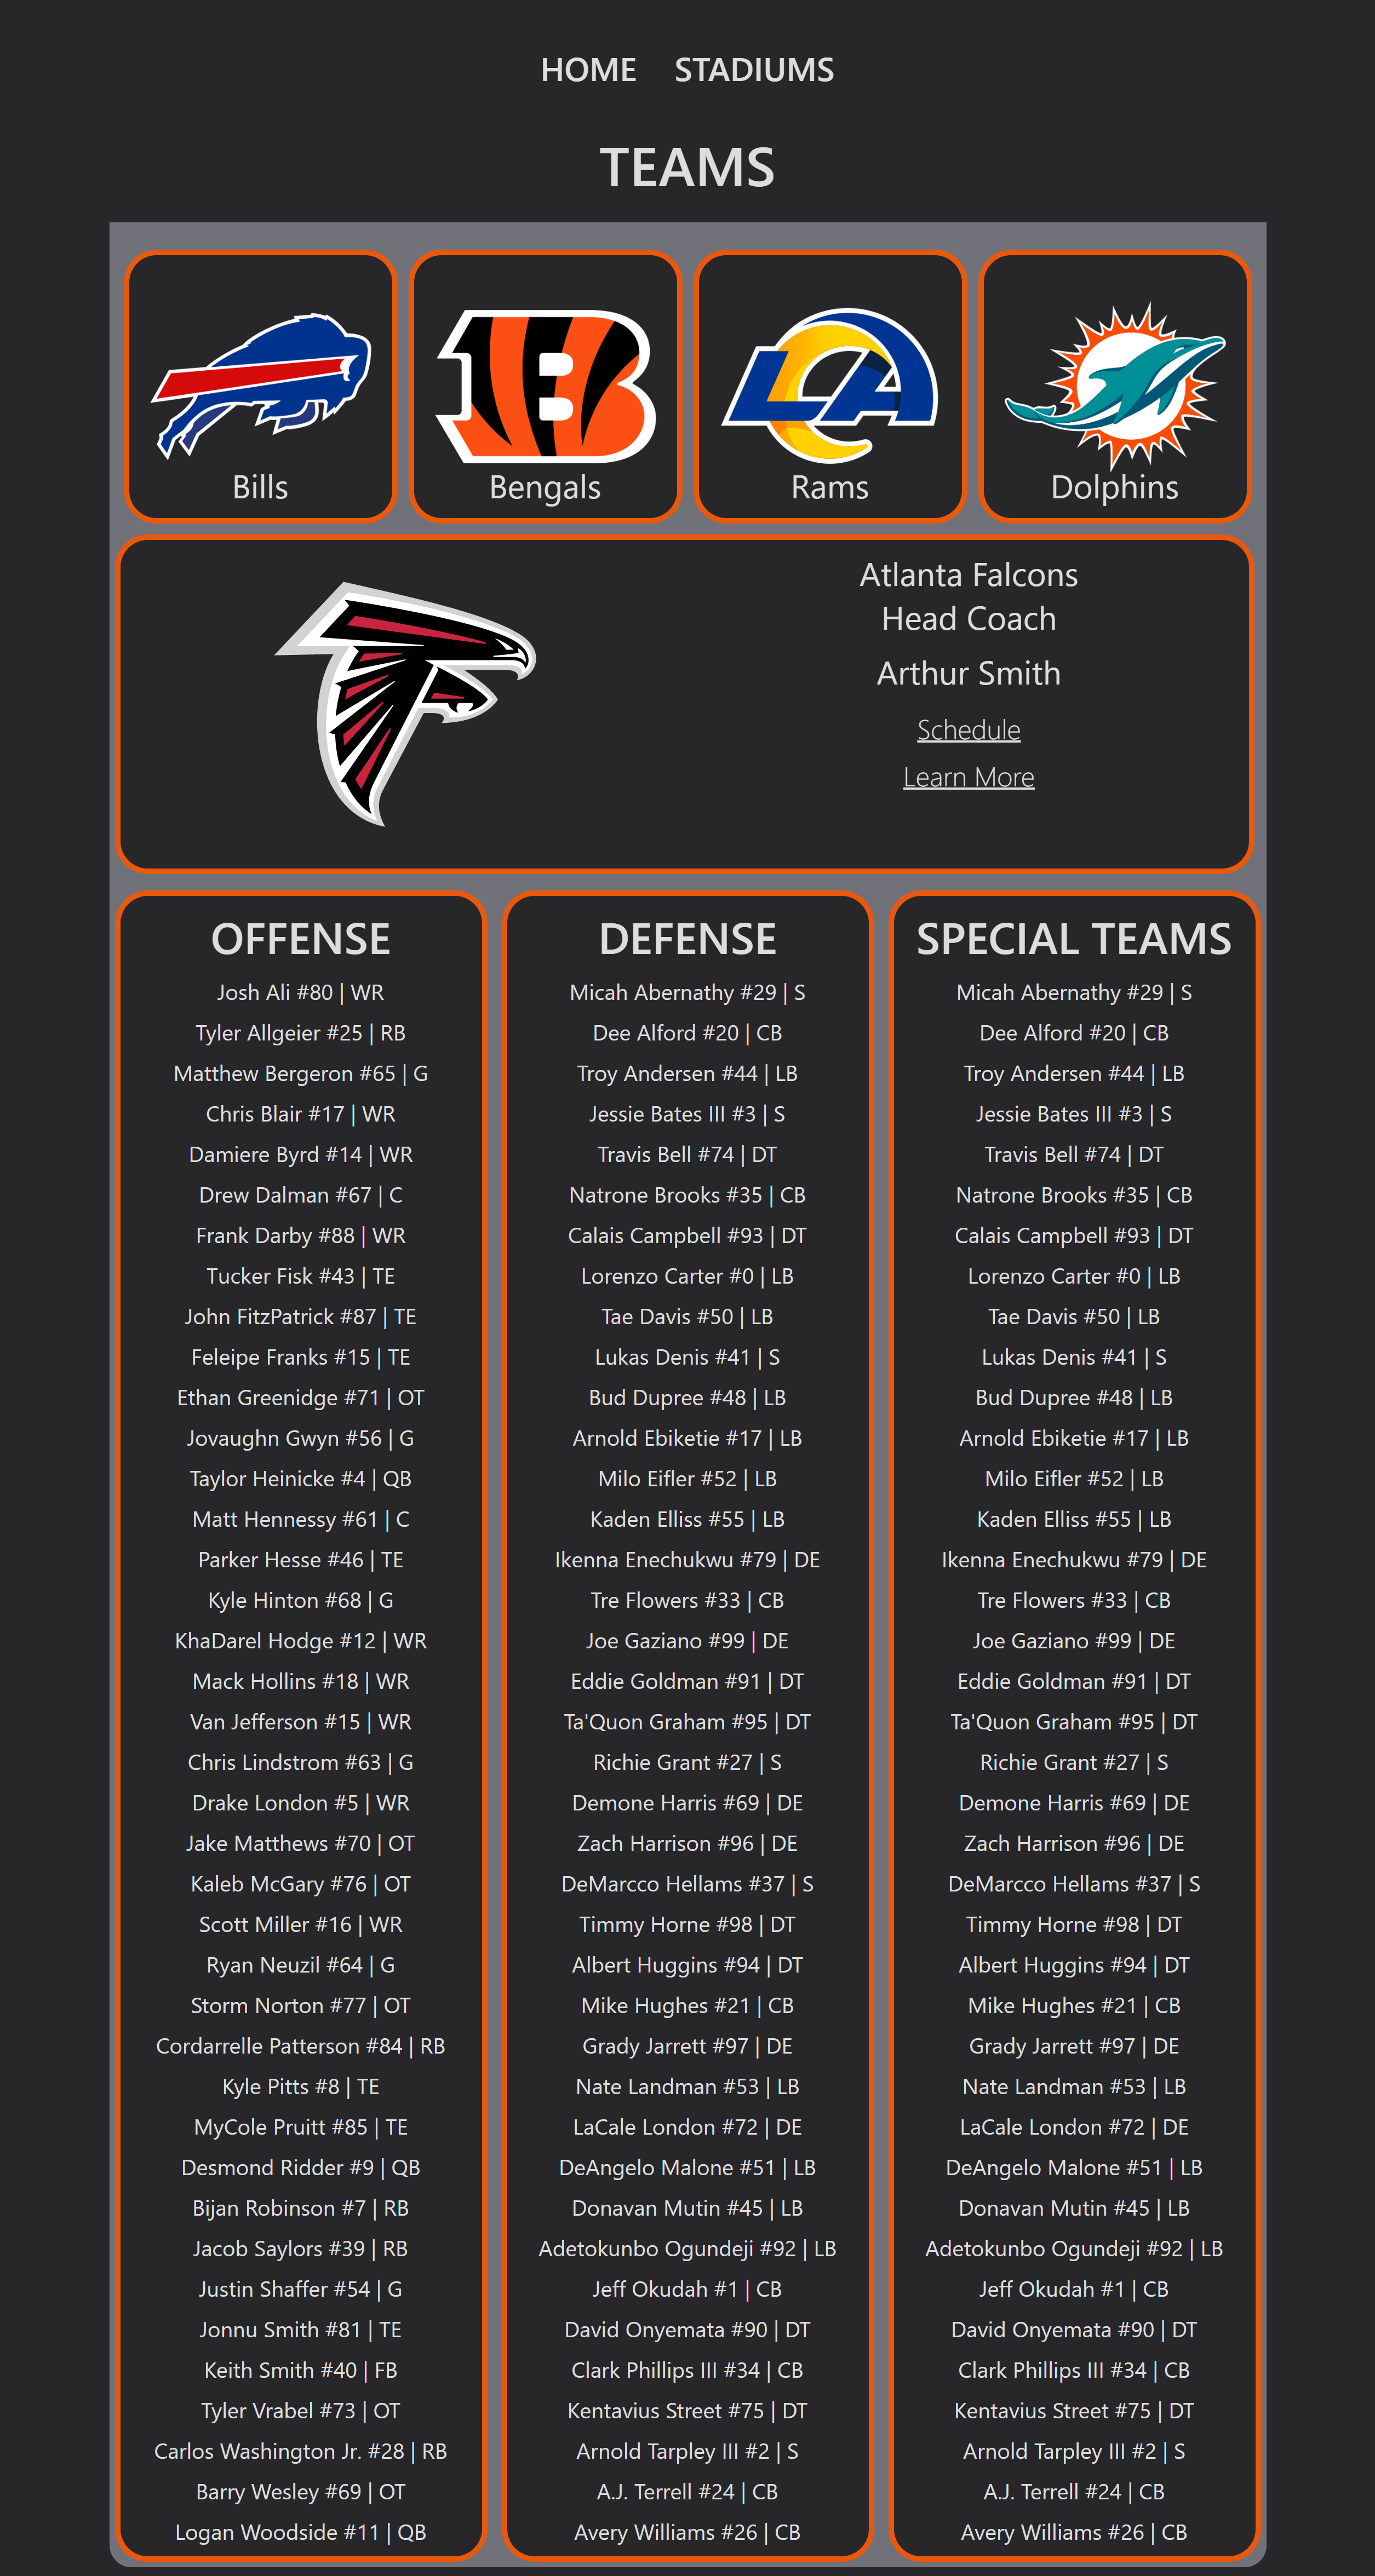 HOME STADIUMS
TEAMS
Bills Bengals Rams Dolphins
Atlanta Falcons
Head Coach
Arthur Smith
Schedule
Learn More
OFFENSE
Josh Ali #80 | WR
Tyler Allgeier #25 | RB
Matthew Bergeron #65 | G
Chris Blair #17 | WR
Damiere Byrd #14 | WR
Drew Dalman #67 | C
Frank Darby #88 | WR
Tucker Fisk #43 | TE
John FitzPatrick #87 | TE
Feleipe Franks #15 | TE
Ethan Greenidge #71 | OT
Jovaughn Gwyn #56 | G
Taylor Heinicke #4 | QB
Matt Hennessy #61 | C
Parker Hesse #46 | TE
Kyle Hinton #68 | G
KhaDarel Hodge #12 | WR
Mack Hollins #18 | WR
Van Jefferson #15 | WR
Chris Lindstrom #63 | G
Drake London #5 | WR
Jake Matthews #70 | OT
Kaleb McGary #76 | OT
Scott Miller #16 | WR
Ryan Neuzil #64 | G
Storm Norton #77 | OT
Cordarrelle Patterson #84 | RB
Kyle Pitts #8 | TE
MyCole Pruitt #85 | TE
Desmond Ridder #9 | QB
Bijan Robinson #7 | RB
Jacob Saylors #39 | RB
Justin Shaffer #54 | G
Jonnu Smith #81 | TE
Keith Smith #40 | FB
Tyler Vrabel #73 | OT
Carlos Washington Jr. #28 | RB
Barry Wesley #69 | OT
Logan Woodside #11 | QB
DEFENSE
Micah Abernathy #29 | S
Dee Alford #20 | CB
Troy Andersen #44 | LB
Jessie Bates III #3 | S
Travis Bell #74 | DT
Natrone Brooks #35 | CB
Calais Campbell #93 | DT
Lorenzo Carter #0 | LB
Tae Davis #50 | LB
Lukas Denis #41 | S
Bud Dupree #48 | LB
Arnold Ebiketie #17 | LB
Milo Eifler #52 | LB
Kaden Elliss #55 | LB
Ikenna Enechukwu #79 | DE
Tre Flowers #33 | CB
Joe Gaziano #99 | DE
Eddie Goldman #91 | DT
Ta'Quon Graham #95 | DT
Richie Grant #27 | S
Demone Harris #69 | DE
Zach Harrison #96 | DE
DeMarcco Hellams #37 | S
Timmy Horne #98 | DT
Albert Huggins #94 | DT
Mike Hughes #21 | CB
Grady Jarrett #97 | DE
Nate Landman #53 | LB
LaCale London #72 | DE
DeAngelo Malone #51 | LB
Donavan Mutin #45 | LB
Adetokunbo Ogundeji #92 | LB
Jeff Okudah #1 | CB
David Onyemata #90 | DT
Clark Phillips III #34 | CB
Kentavius Street #75 | DT
Arnold Tarpley III #2 | S
A.J. Terrell #24 | CB
Avery Williams #26 | CB
SPECIAL TEAMS
Micah Abernathy #29 | S
Dee Alford #20 | CB
Troy Andersen #44 | LB
Jessie Bates III #3 | S
Travis Bell #74 | DT
Natrone Brooks #35 | CB
Calais Campbell #93 | DT
Lorenzo Carter #0 | LB
Tae Davis #50 | LB
Lukas Denis #41 | S
Bud Dupree #48 | LB
Arnold Ebiketie #17 | LB
Milo Eifler #52 | LB
Kaden Elliss #55 | LB
Ikenna Enechukwu #79 | DE
Tre Flowers #33 | CB
Joe Gaziano #99 | DE
Eddie Goldman #91 | DT
Ta'Quon Graham #95 | DT
Richie Grant #27 | S
Demone Harris #69 | DE
Zach Harrison #96 | DE
DeMarcco Hellams #37 | S
Timmy Horne #98 | DT
Albert Huggins #94 | DT
Mike Hughes #21 | CB
Grady Jarrett #97 | DE
Nate Landman #53 | LB
LaCale London #72 | DE
DeAngelo Malone #51 | LB
Donavan Mutin #45 | LB
Adetokunbo Ogundeji #92 | LB
Jeff Okudah #1 | CB
David Onyemata #90 | DT
Clark Phillips III #34 | CB
Kentavius Street #75 | DT
Arnold Tarpley III #2 | S
A.J. Terrell #24 | CB
Avery Williams #26 | CB